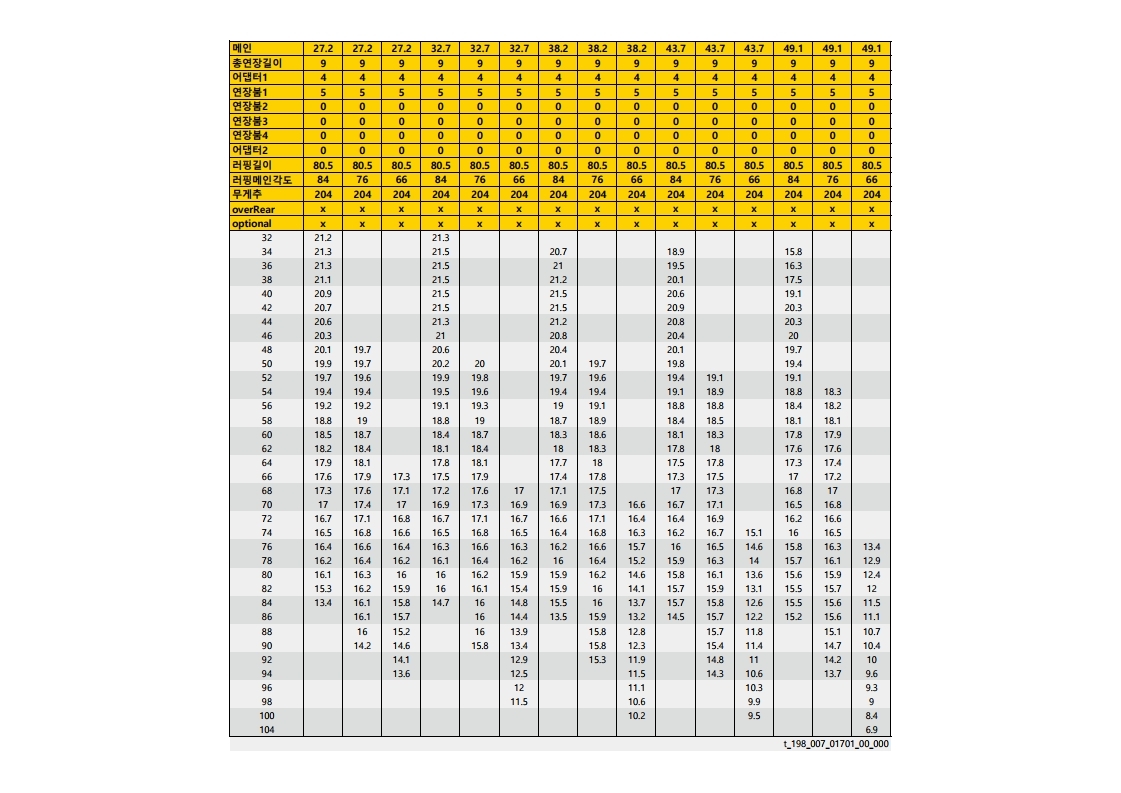 메인 27.2 27.2 27.2 32.7 32.7 32.7 38.2 38.2 38.2 43.7 43.7 43.7 49.1 49.1 49.1
총연장길이 9 9 9 9 9 9 9 9 9 9 9 9 9 9 9
어댑터1 4 4 4 4 4 4 4 4 4 4 4 4 4 4 4
연장붐1 5 5 5 5 5 5 5 5 5 5 5 5 5 5 5
연장붐2 0 0 0 0 0 0 0 0 0 0 0 0 0 0 0
연장붐3 0 0 0 0 0 0 0 0 0 0 0 0 0 0 0
연장붐4 0 0 0 0 0 0 0 0 0 0 0 0 0 0 0
어댑터2 0 0 0 0 0 0 0 0 0 0 0 0 0 0 0
러핑길이 80.5 80.5 80.5 80.5 80.5 80.5 80.5 80.5 80.5 80.5 80.5 80.5 80.5 80.5 80.5
러핑메인각도 84 76 66 84 76 66 84 76 66 84 76 66 84 76 66
무게추 204 204 204 204 204 204 204 204 204 204 204 204 204 204 204
overRear x x x x x x x x x x x x x x x
optional x x x x x x x x x x x x x x x
32 21.2 21.3
34 21.3 21.5 20.7 18.9 15.8
36 21.3 21.5 21 19.5 16.3
38 21.1 21.5 21.2 20.1 17.5
40 20.9 21.5 21.5 20.6 19.1
42 20.7 21.5 21.5 20.9 20.3
44 20.6 21.3 21.2 20.8 20.3
46 20.3 21 20.8 20.4 20
48 20.1 19.7 20.6 20.4 20.1 19.7
50 19.9 19.7 20.2 20 20.1 19.7 19.8 19.4
52 19.7 19.6 19.9 19.8 19.7 19.6 19.4 19.1 19.1
54 19.4 19.4 19.5 19.6 19.4 19.4 19.1 18.9 18.8 18.3
56 19.2 19.2 19.1 19.3 19 19.1 18.8 18.8 18.4 18.2
58 18.8 19 18.8 19 18.7 18.9 18.4 18.5 18.1 18.1
60 18.5 18.7 18.4 18.7 18.3 18.6 18.1 18.3 17.8 17.9
62 18.2 18.4 18.1 18.4 18 18.3 17.8 18 17.6 17.6
64 17.9 18.1 17.8 18.1 17.7 18 17.5 17.8 17.3 17.4
66 17.6 17.9 17.3 17.5 17.9 17.4 17.8 17.3 17.5 17 17.2
68 17.3 17.6 17.1 17.2 17.6 17 17.1 17.5 17 17.3 16.8 17
70 17 17.4 17 16.9 17.3 16.9 16.9 17.3 16.6 16.7 17.1 16.5 16.8
72 16.7 17.1 16.8 16.7 17.1 16.7 16.6 17.1 16.4 16.4 16.9 16.2 16.6
74 16.5 16.8 16.6 16.5 16.8 16.5 16.4 16.8 16.3 16.2 16.7 15.1 16 16.5
76 16.4 16.6 16.4 16.3 16.6 16.3 16.2 16.6 15.7 16 16.5 14.6 15.8 16.3 13.4
78 16.2 16.4 16.2 16.1 16.4 16.2 16 16.4 15.2 15.9 16.3 14 15.7 16.1 12.9
80 16.1 16.3 16 16 16.2 15.9 15.9 16.2 14.6 15.8 16.1 13.6 15.6 15.9 12.4
82 15.3 16.2 15.9 16 16.1 15.4 15.9 16 14.1 15.7 15.9 13.1 15.5 15.7 12
84 13.4 16.1 15.8 14.7 16 14.8 15.5 16 13.7 15.7 15.8 12.6 15.5 15.6 11.5
86 16.1 15.7 16 14.4 13.5 15.9 13.2 14.5 15.7 12.2 15.2 15.6 11.1
88 16 15.2 16 13.9 15.8 12.8 15.7 11.8 15.1 10.7
90 14.2 14.6 15.8 13.4 15.8 12.3 15.4 11.4 14.7 10.4
92 14.1 12.9 15.3 11.9 14.8 11 14.2 10
94 13.6 12.5 11.5 14.3 10.6 13.7 9.6
96 12 11.1 10.3 9.3
98 11.5 10.6 9.9 9
100 10.2 9.5 8.4
104 6.9
t_198_007_01701_00_000